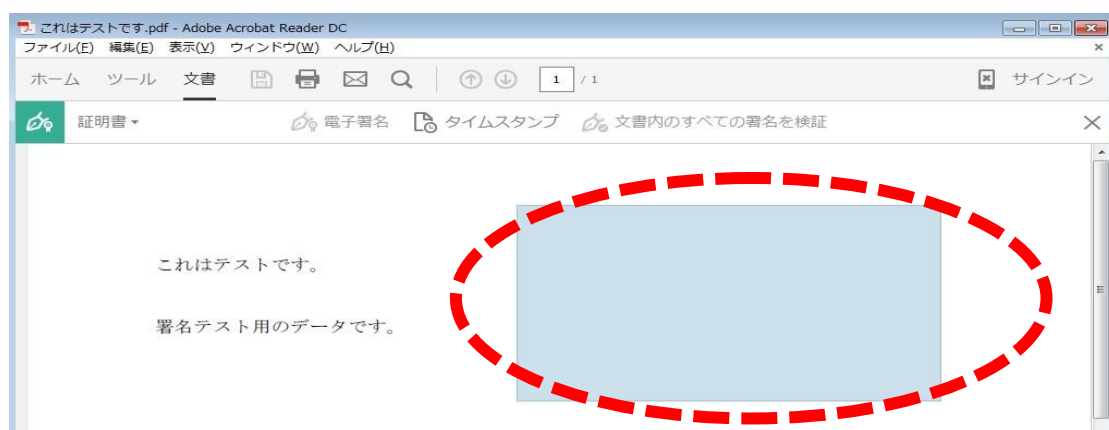 これはテストです.pdf - Adobe Acrobat Reader DC
ファイル(F) 編集(E) 表示(V) ウィンドウ(W) ヘルプ(H)
ホーム ツール 文書 1 / 1 サインイン
証明書 電子署名 タイムスタンプ 文書内のすべての署名を検証
これはテストです。
署名テスト用のデータです。